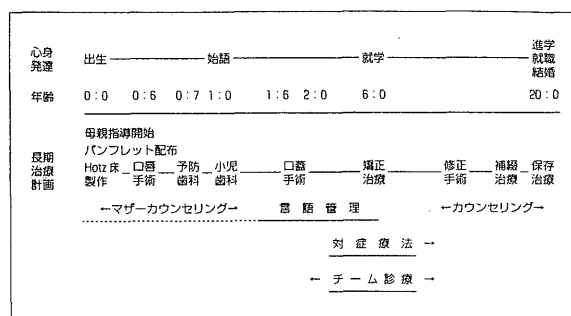 心身発達 出生 始語 就学 進学就職結婚
年齢 0:0 0:6 0:7 1:0 1:6 2:0 6:0 20:0
母親指導開始
パンフレット配布
長期治療計画
Hotz床 口唇 予防 小児 口蓋 矯正 修正 補綴 保存
製作 手術 歯科 歯科 手術 治療 手術 治療 治療
←マザーカウンセリング→ 言語管理 ←カウンセリング→
対症療法 →
← チーム診療 →